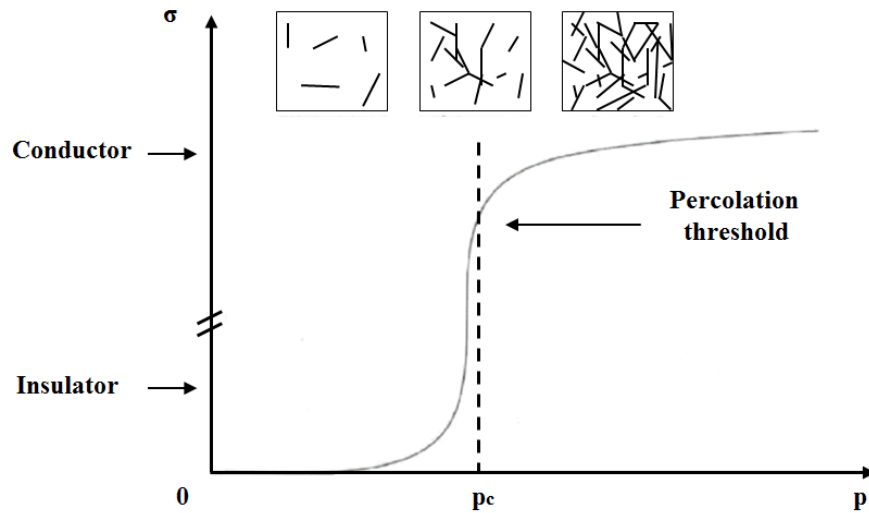 σ
Conductor
Percolation
threshold
Insulator
0
pc
p